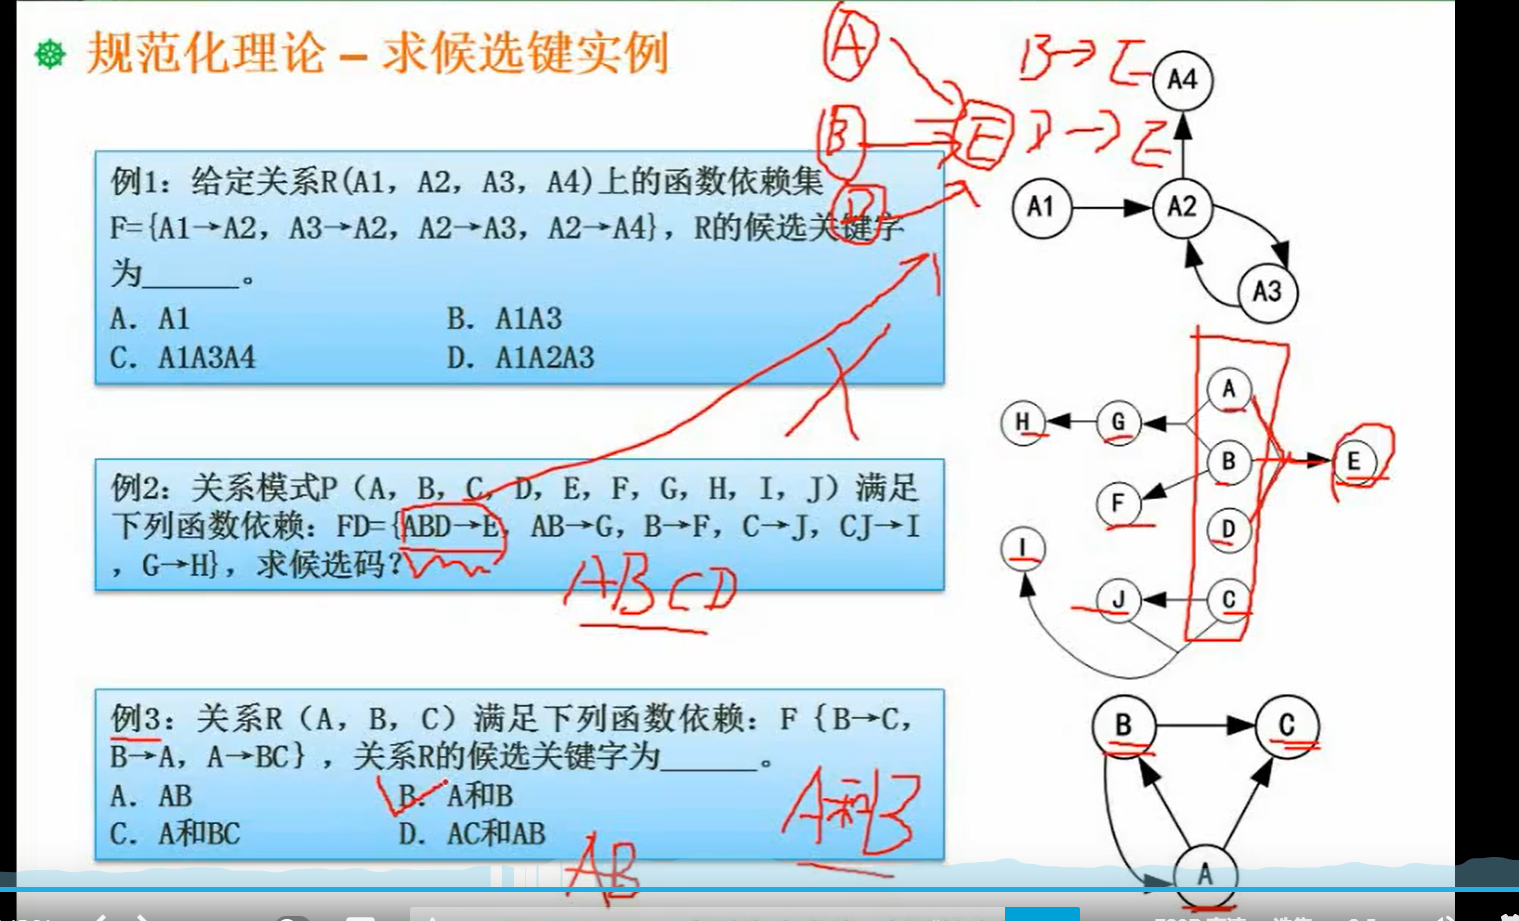 规范化理论 – 求候选键实例
A
B→E
A4
B
E
D→E
D
例1：给定关系R(A1，A2，A3，A4)上的函数依赖集
F={A1→A2，A3→A2，A2→A3，A2→A4}，R的候选关键字
为______。
A．A1
B．A1A3
C．A1A3A4
D．A1A2A3
A1
A2
A3
例2：关系模式P（A，B，C，D，E，F，G，H，I，J）满足
下列函数依赖：FD={ABD→E，AB→G，B→F，C→J，CJ→I
，G→H}，求候选码？
ABCD
A
H
G
B
E
F
D
I
J
C
例3：关系R（A，B，C）满足下列函数依赖：F｛B→C，
B→A，A→BC｝，关系R的候选关键字为______。
A．AB
B．A和B
C．A和BC
D．AC和AB
A和B
AB
B
C
A